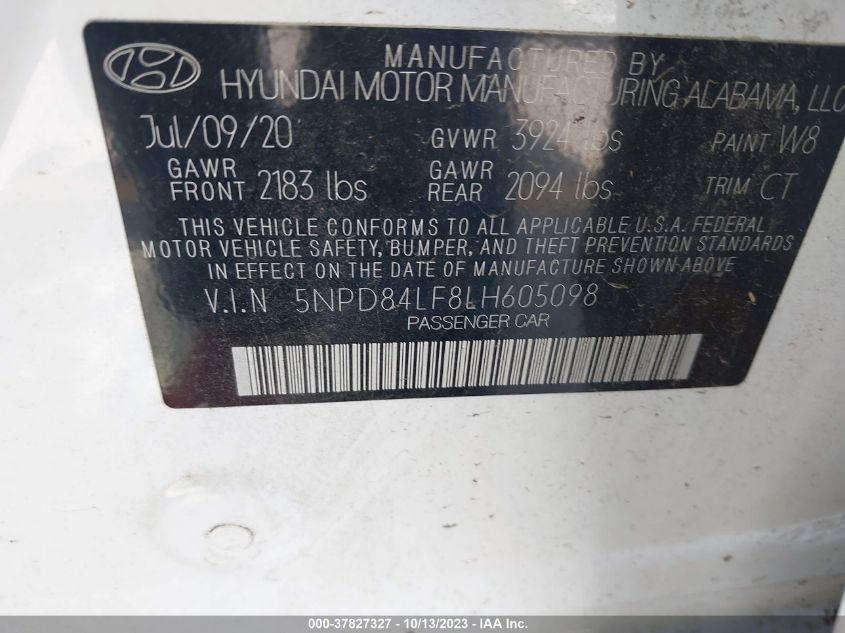 MANUFACTURED BY
HYUNDAI MOTOR MANUFACTURING ALABAMA, LLC
Jul/09/20 GVWR 3924 lbs PAINT W8
GAWR FRONT 2183 lbs GAWR REAR 2094 lbs TRIM CT
THIS VEHICLE CONFORMS TO ALL APPLICABLE U.S.A. FEDERAL
MOTOR VEHICLE SAFETY, BUMPER, AND THEFT PREVENTION STANDARDS
IN EFFECT ON THE DATE OF MANUFACTURE SHOWN ABOVE
V.I.N 5NPD84LF8LH605098
PASSENGER CAR
000-37827327 - 10/13/2023 - IAA Inc.